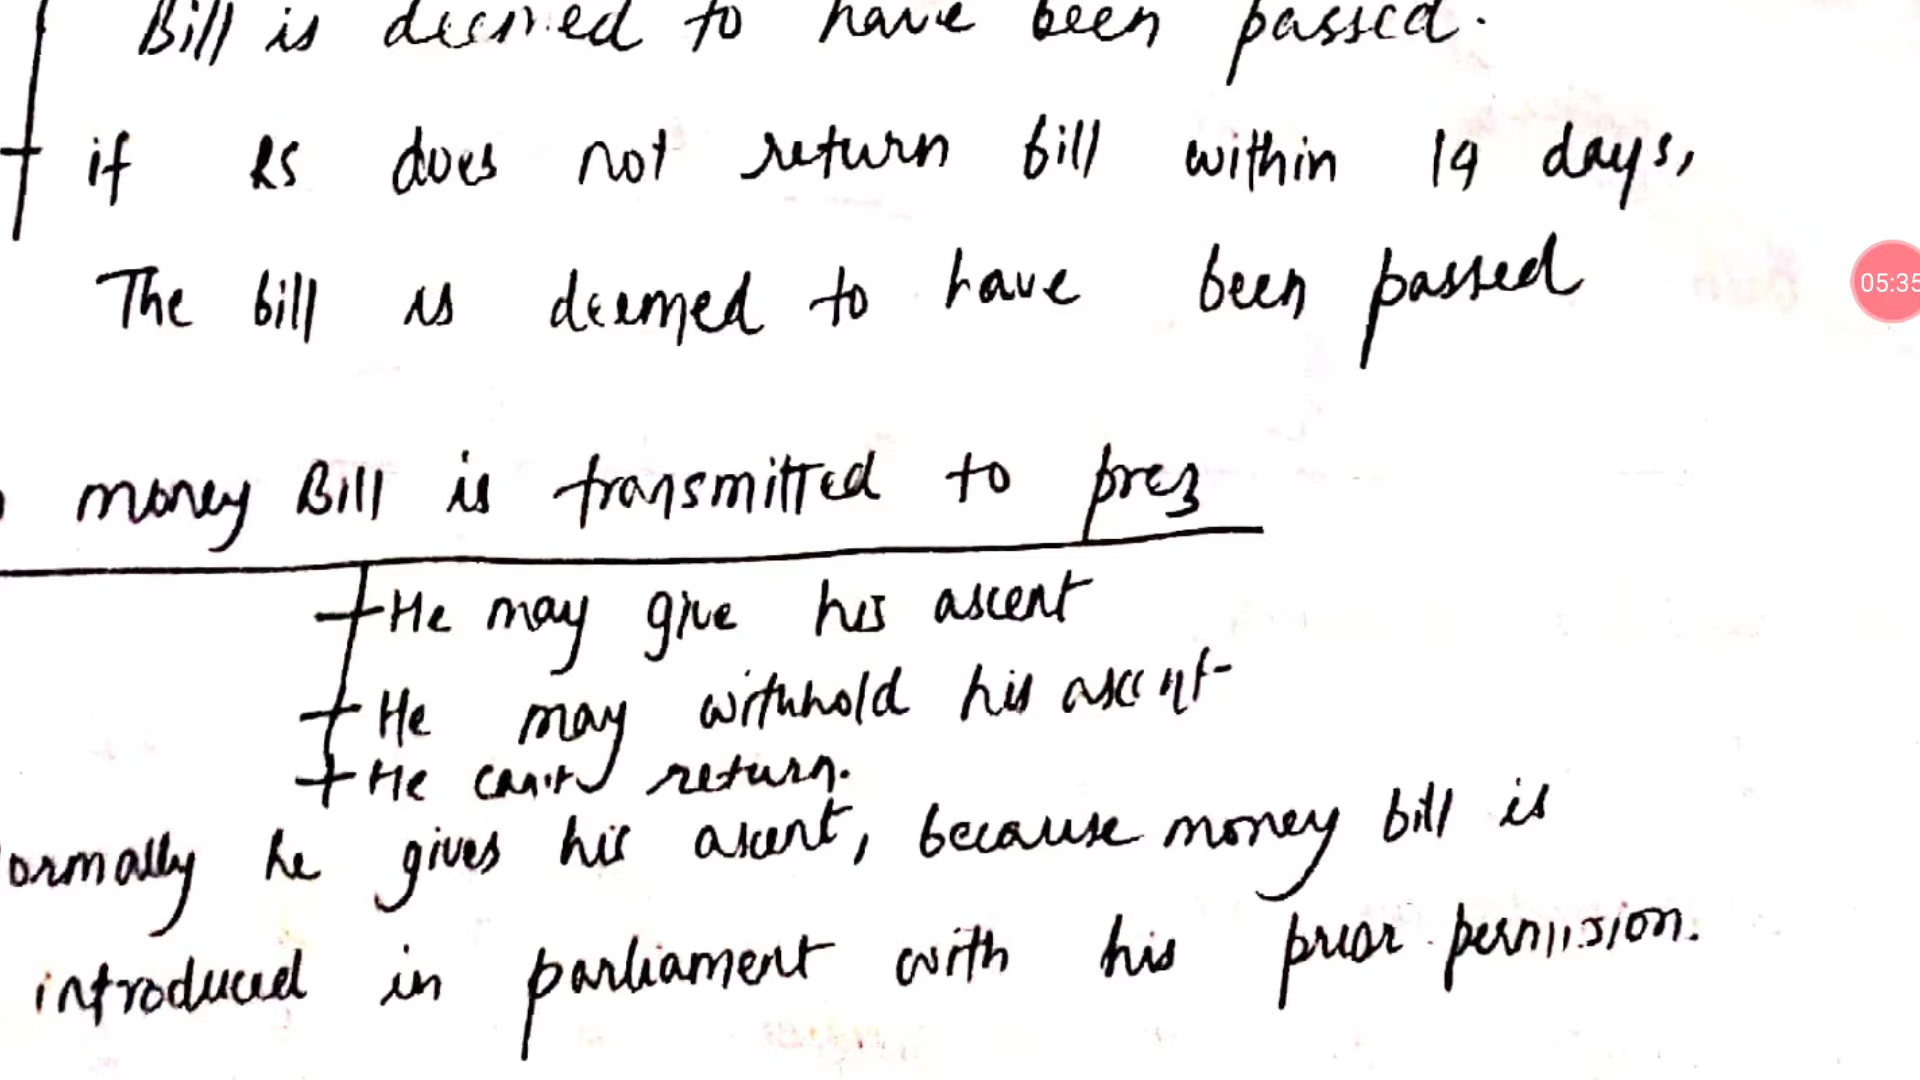 Bill is deemed to have been passed.
if RS does not return bill within 14 days,
The bill is deemed to have been passed
money Bill is transmitted to prez
He may give his ascent
He may withhold his ascent
He can't return.
ormally he gives his ascent, because money bill is
introduced in parliament with his prior permission.
05:35